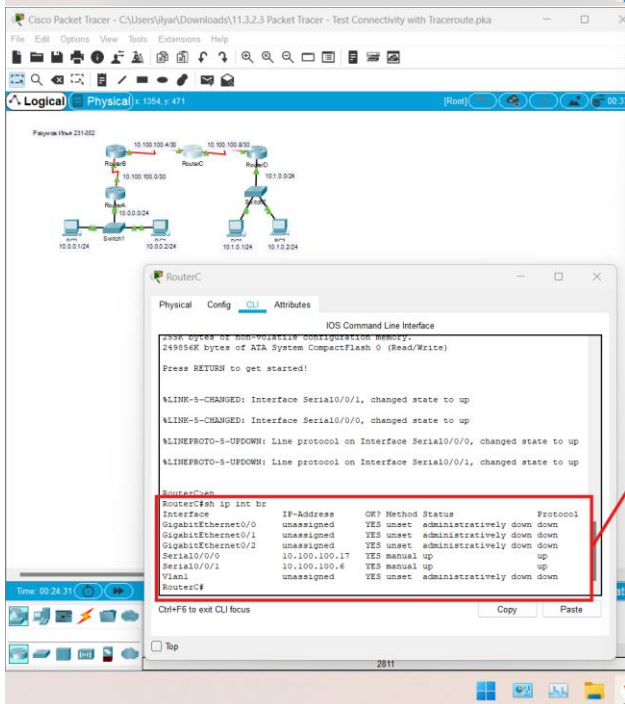 Cisco Packet Tracer - C:\Users\ilyar\Downloads\11.3.2.3 Packet Tracer - Test Connectivity with Traceroute.pka
File Edit Options View Tools Extensions Help
Logical Physical x: 1354, y: 471 [Root]
Разумов Илья 231-352
10.100.100.4/30 10.100.100.8/30
RouterB RouterC RouterD
10.100.100.0/30 10.1.0.0/24
RouterA
10.0.0.0/24
Switch1
10.0.0.1/24 10.0.0.2/24 10.1.0.1/24 10.1.0.2/24
RouterC
Physical Config CLI Attributes
IOS Command Line Interface
255K bytes of non-volatile configuration memory.
249856K bytes of ATA System CompactFlash 0 (Read/Write)
Press RETURN to get started!
%LINK-5-CHANGED: Interface Serial0/0/1, changed state to up
%LINK-5-CHANGED: Interface Serial0/0/0, changed state to up
%LINEPROTO-5-UPDOWN: Line protocol on Interface Serial0/0/0, changed state to up
%LINEPROTO-5-UPDOWN: Line protocol on Interface Serial0/0/1, changed state to up
RouterC>en
RouterC#sh ip int br
Interface IP-Address OK? Method Status Protocol
GigabitEthernet0/0 unassigned YES unset administratively down down
GigabitEthernet0/1 unassigned YES unset administratively down down
GigabitEthernet0/2 unassigned YES unset administratively down down
Serial0/0/0 10.100.100.17 YES manual up up
Serial0/0/1 10.100.100.6 YES manual up up
Vlan1 unassigned YES unset administratively down down
RouterC#
Time: 00:24:31
Ctrl+F6 to exit CLI focus Copy Paste
Top
2811